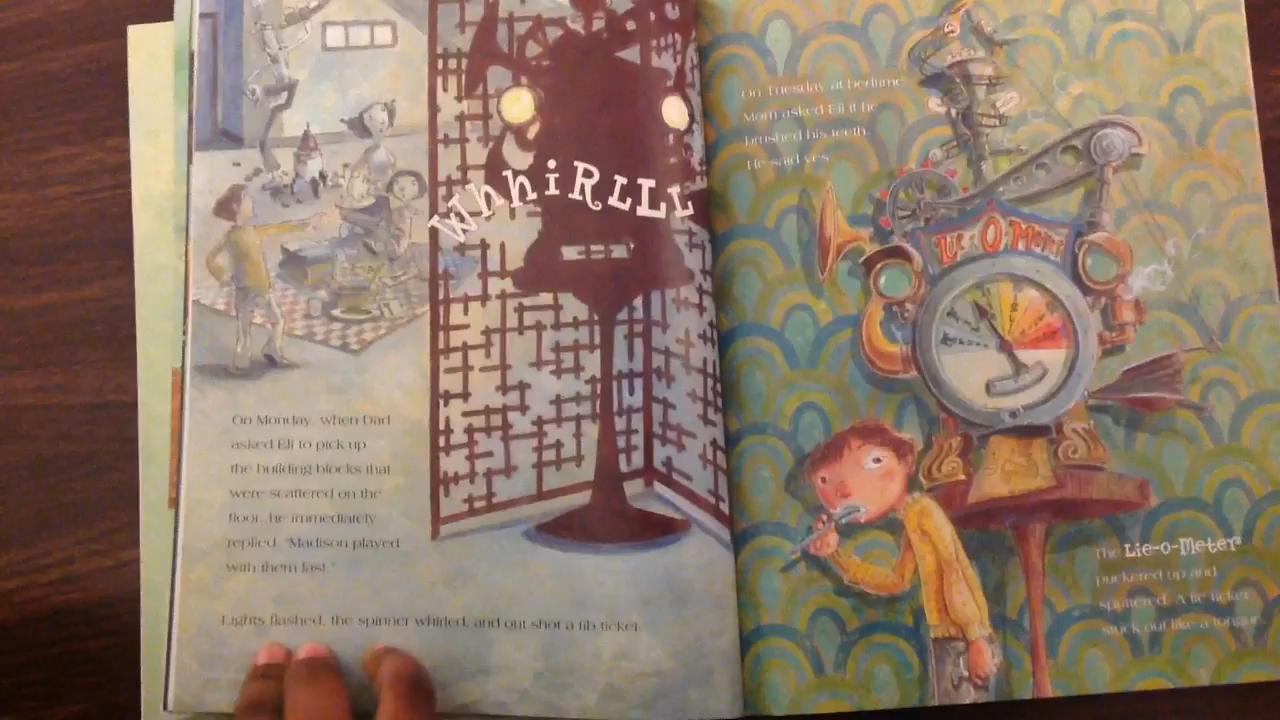 WhhiRLLL
On Monday, when Dad
asked Eli to pick up
the building blocks that
were scattered on the
floor, he immediately
replied, "Madison played
with them last."
Lights flashed, the spinner whirled, and out shot a fib ticket.
On Tuesday at bedtime
Mom asked Eli if he
brushed his teeth.
He said yes.
Lie-O-Meter
The Lie-o-Meter
puckered up and
sputtered. A lie ticket
stuck out like a tongue.